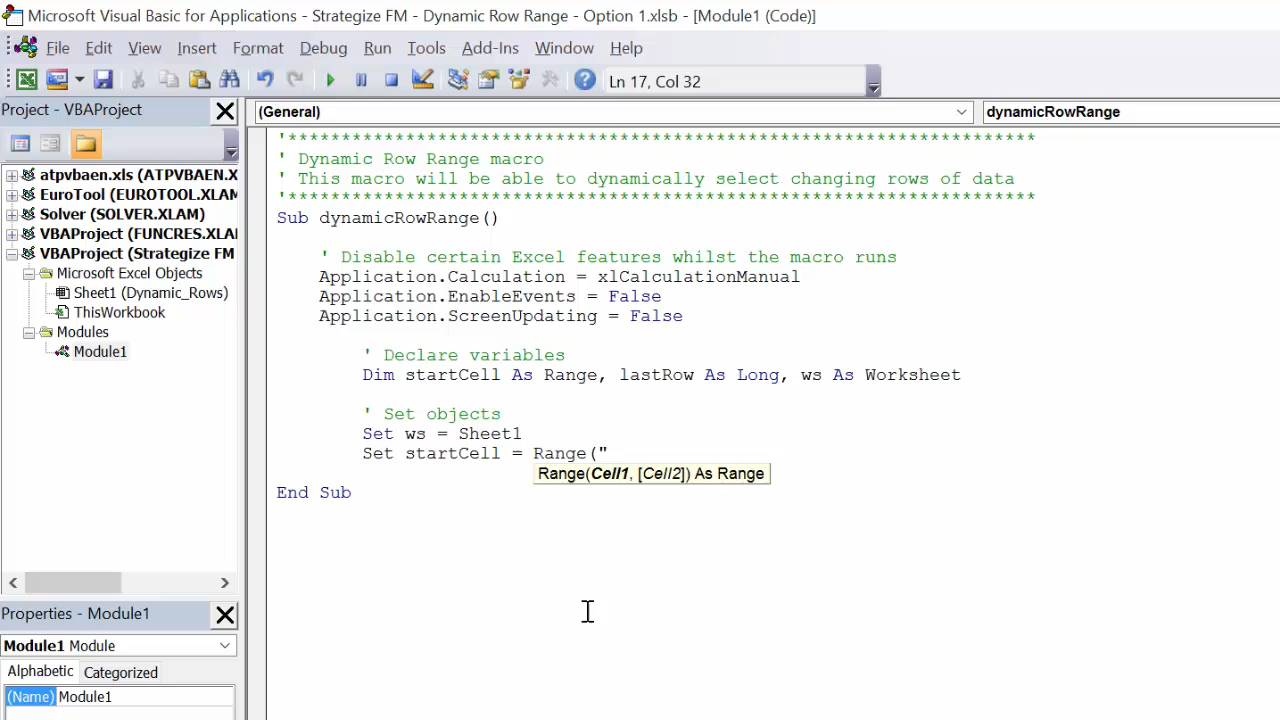 Microsoft Visual Basic for Applications - Strategize FM - Dynamic Row Range - Option 1.xlsb - [Module1 (Code)]
File Edit View Insert Format Debug Run Tools Add-Ins Window Help
Ln 17, Col 32
Project - VBAProject
(General)
dynamicRowRange
atpvbaen.xls (ATPVBAEN.X
EuroTool (EUROTOOL.XLAM
Solver (SOLVER.XLAM)
VBAProject (FUNCRES.XLA
VBAProject (Strategize FM
Microsoft Excel Objects
Sheet1 (Dynamic_Rows)
ThisWorkbook
Modules
Module1
Properties - Module1
Module1 Module
Alphabetic Categorized
(Name) Module1
'**********************************************************************
' Dynamic Row Range macro
' This macro will be able to dynamically select changing rows of data
'**********************************************************************
Sub dynamicRowRange()
' Disable certain Excel features whilst the macro runs
Application.Calculation = xlCalculationManual
Application.EnableEvents = False
Application.ScreenUpdating = False
' Declare variables
Dim startCell As Range, lastRow As Long, ws As Worksheet
' Set objects
Set ws = Sheet1
Set startCell = Range("
Range(Cell1, [Cell2]) As Range
End Sub